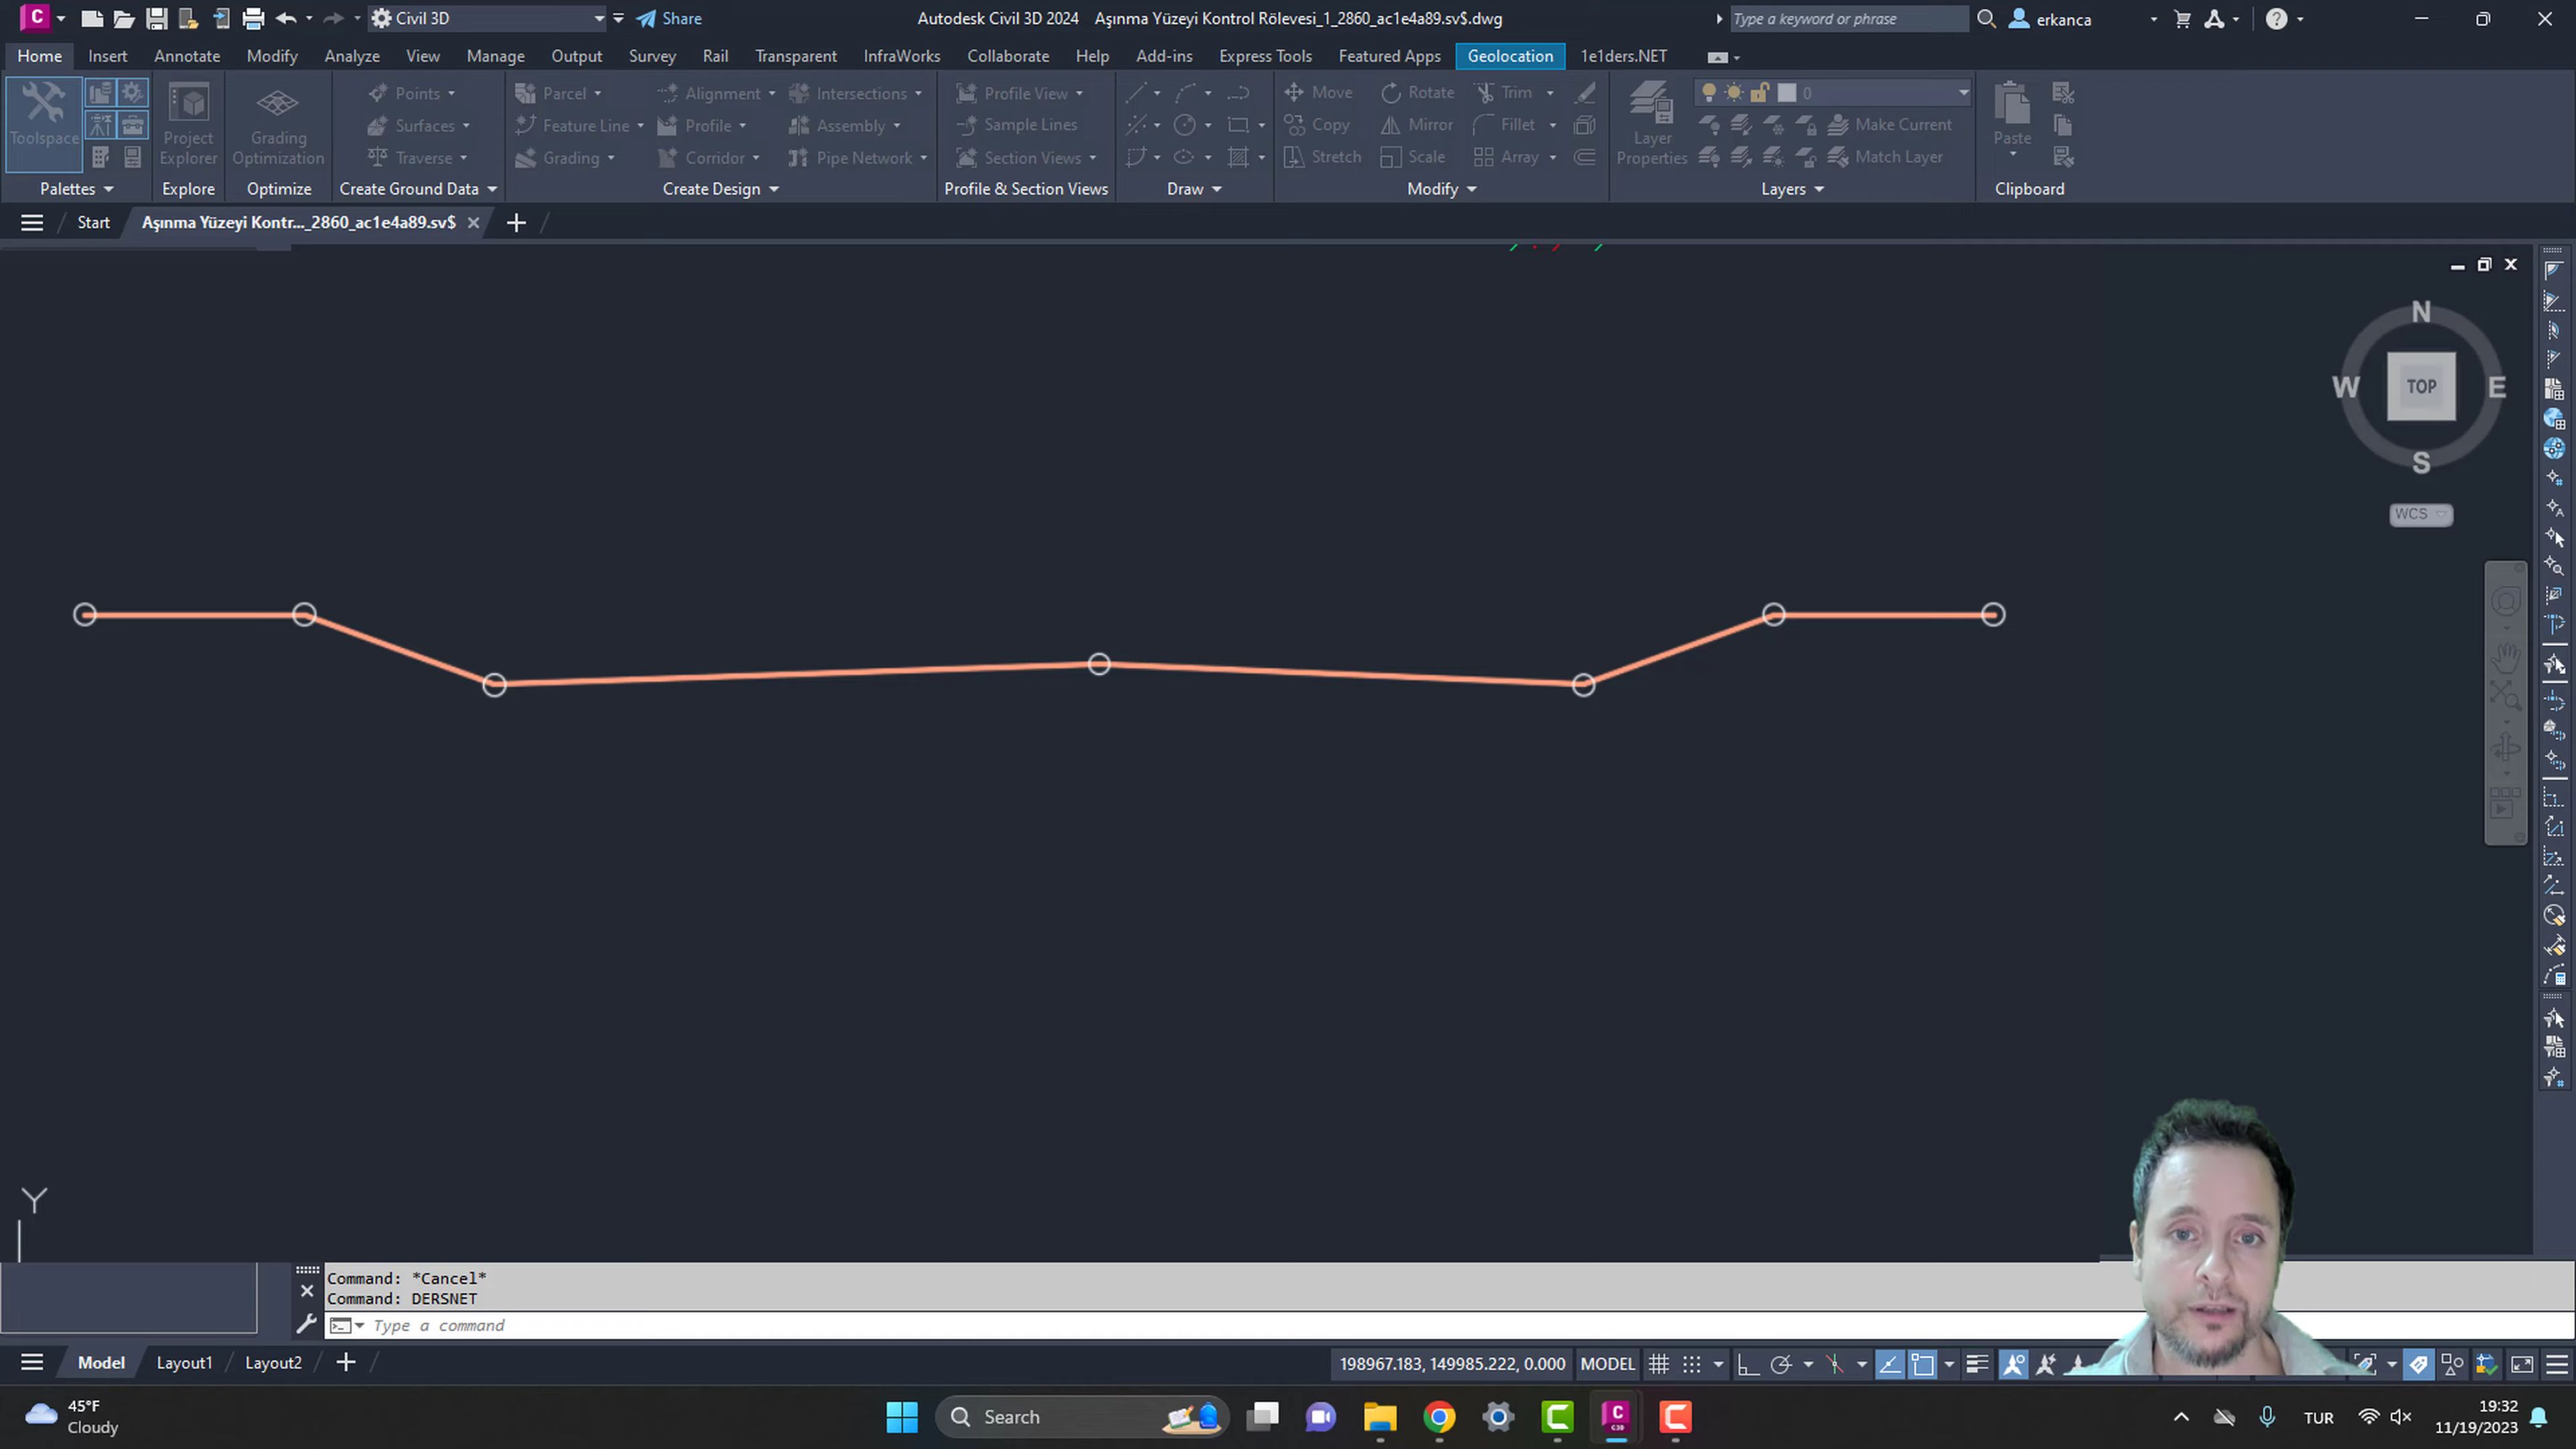 C Civil 3D Share Autodesk Civil 3D 2024 Aşınma Yüzeyi Kontrol Rölevesi_1_2860_ac1e4a89.sv$.dwg Type a keyword or phrase erkanca
Home Insert Annotate Modify Analyze View Manage Output Survey Rail Transparent InfraWorks Collaborate Help Add-ins Express Tools Featured Apps Geolocation 1e1ders.NET
Toolspace
Project Explorer
Grading Optimization
Points Parcel Alignment Intersections Profile View Move Rotate Trim 0
Surfaces Feature Line Profile Assembly Sample Lines Copy Mirror Fillet Make Current
Traverse Grading Corridor Pipe Network Section Views Stretch Scale Array Match Layer
Layer Properties
Paste
Palettes Explore Optimize Create Ground Data Create Design Profile & Section Views Draw Modify Layers Clipboard
Start Aşınma Yüzeyi Kontr..._2860_ac1e4a89.sv$
N
W TOP E
S
WCS
Y
Command: *Cancel*
Command: DERSNET
Type a command
Model Layout1 Layout2 198967.183, 149985.222, 0.000 MODEL
45°F
Cloudy
Search
C
C
C3D
C
TUR
19:32
11/19/2023